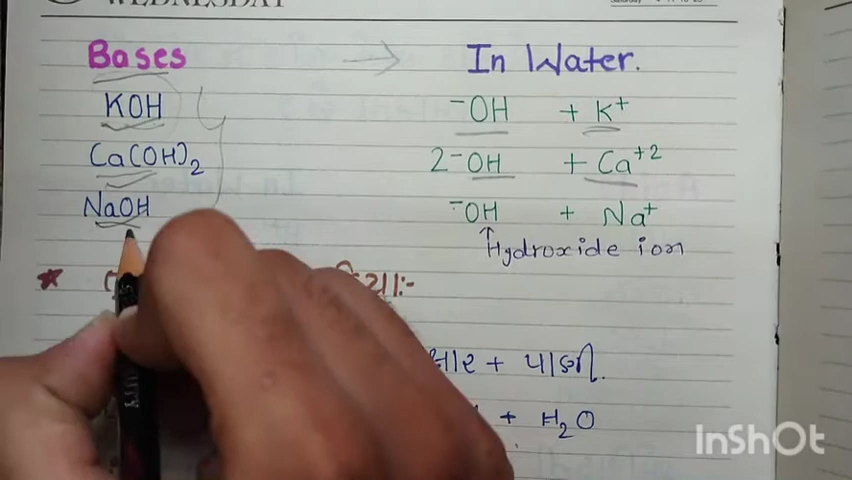 WEDNESDAY
Bases → In Water.
KOH ⁻OH + K⁺
Ca(OH)₂ 2⁻OH + Ca⁺²
NaOH ⁻OH + Na⁺
↑Hydroxide ion
+ પાણી.
+ H₂O
InShOt